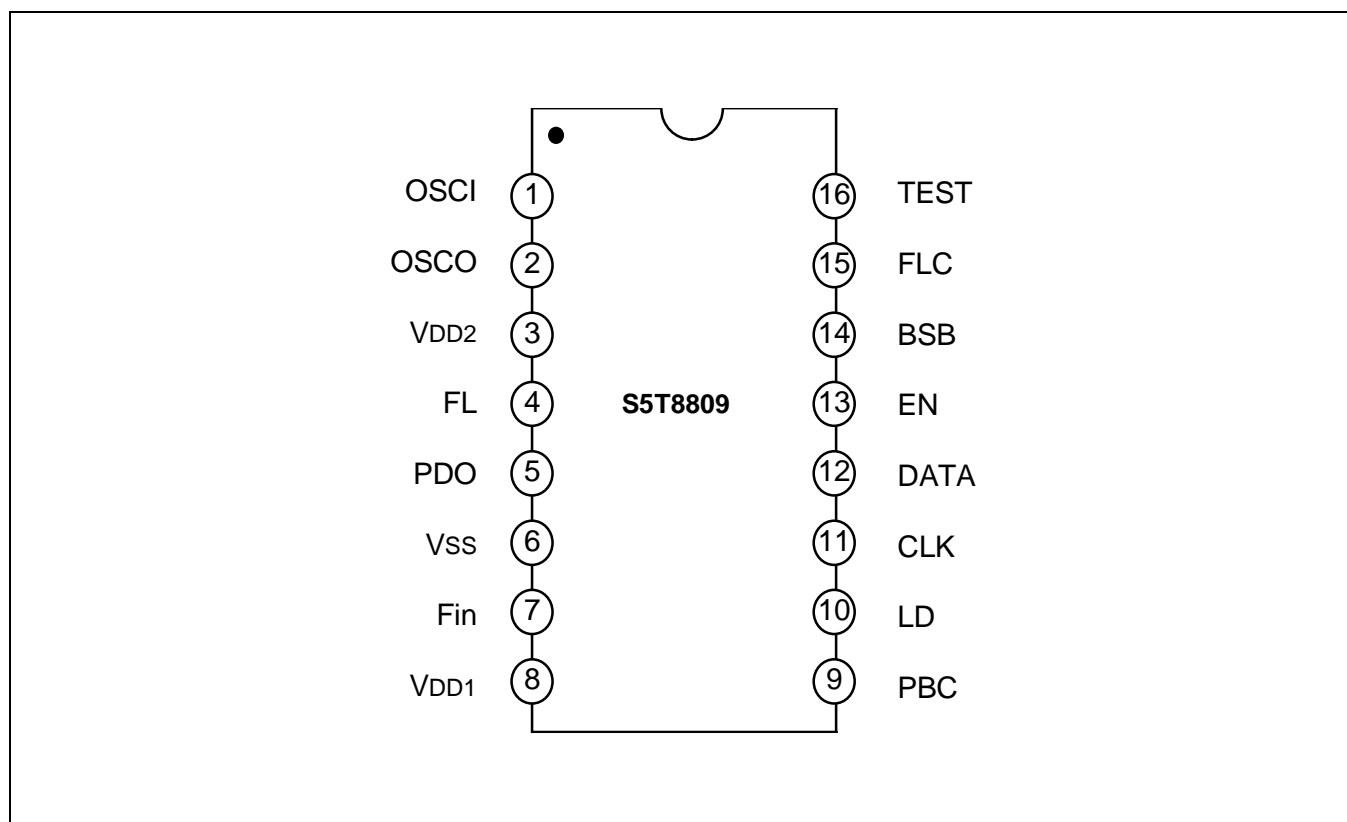 OSCI 1 16 TEST
OSCO 2 15 FLC
VDD2 3 14 BSB
FL 4 S5T8809 13 EN
PDO 5 12 DATA
VSS 6 11 CLK
Fin 7 10 LD
VDD1 8 9 PBC